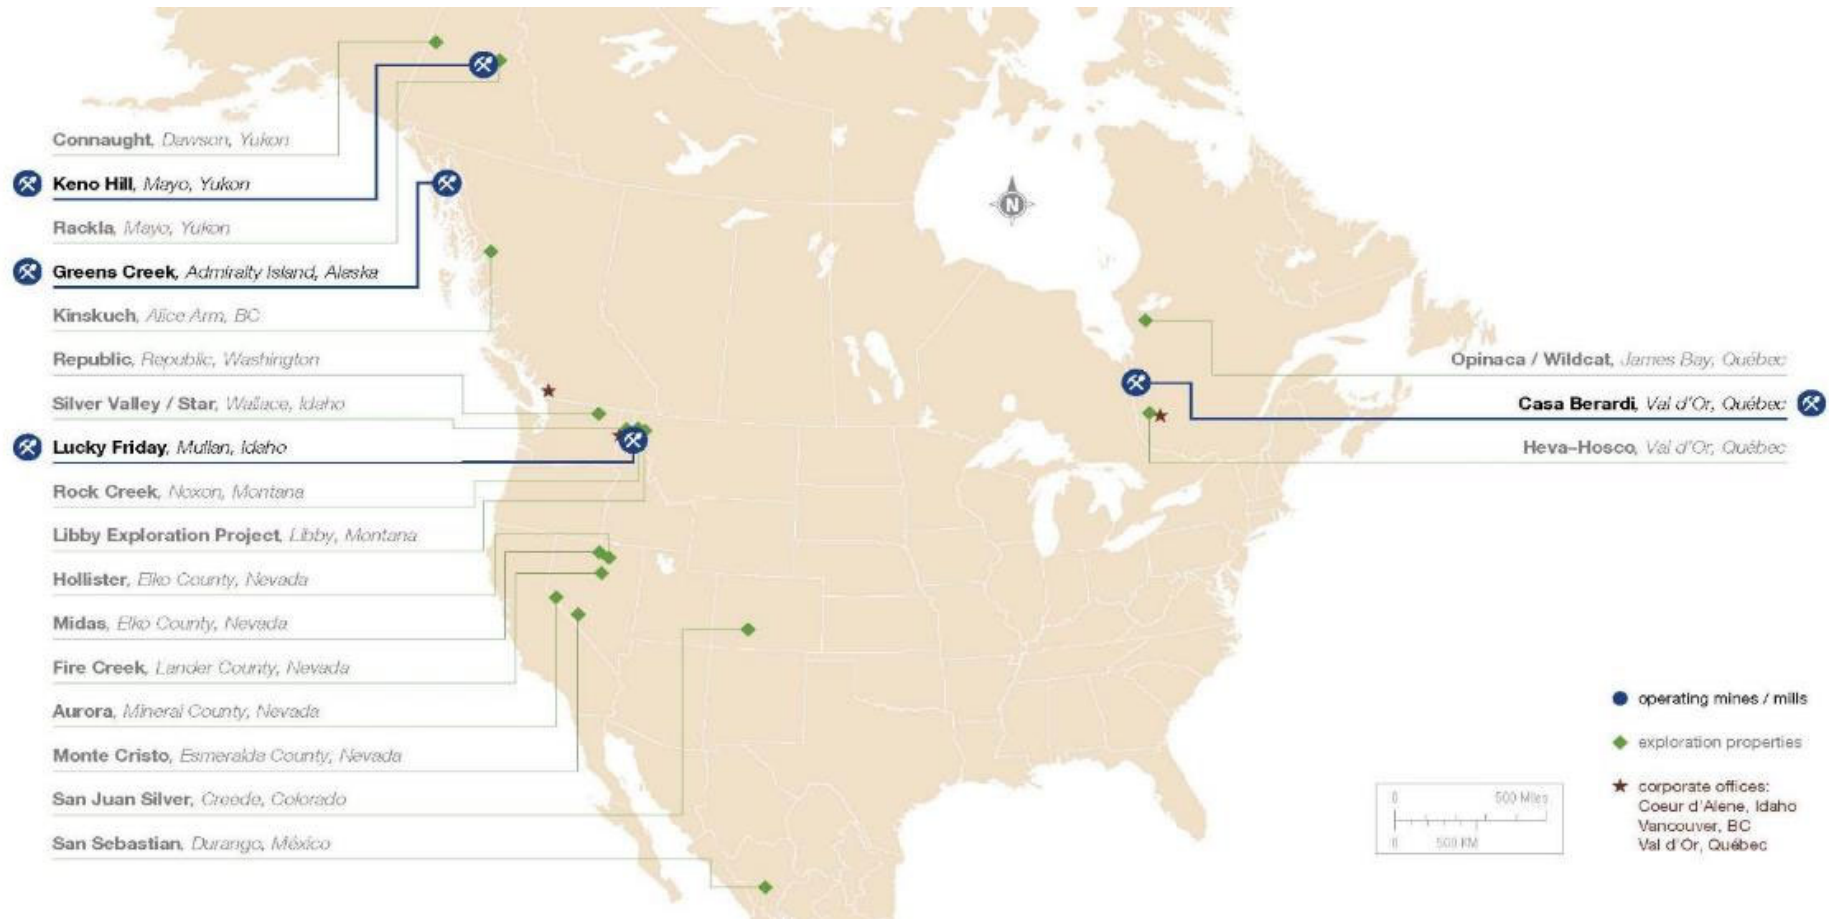 Connaught, Dawson, Yukon
Keno Hill, Mayo, Yukon
Rackla, Mayo, Yukon
Greens Creek, Admiralty Island, Alaska
Kinskuch, Alice Arm, BC
Republic, Republic, Washington
Silver Valley / Star, Wallace, Idaho
Lucky Friday, Mullan, Idaho
Rock Creek, Noxon, Montana
Libby Exploration Project, Libby, Montana
Hollister, Elko County, Nevada
Midas, Elko County, Nevada
Fire Creek, Lander County, Nevada
Aurora, Mineral County, Nevada
Monte Cristo, Esmeralda County, Nevada
San Juan Silver, Creede, Colorado
San Sebastian, Durango, México
N
Opinaca / Wildcat, James Bay, Québec
Casa Berardi, Val d'Or, Québec
Heva–Hosco, Val d'Or, Québec
operating mines / mills
exploration properties
corporate offices:
Coeur d'Alene, Idaho
Vancouver, BC
Val d'Or, Québec
0 500 Miles
0 500 KM